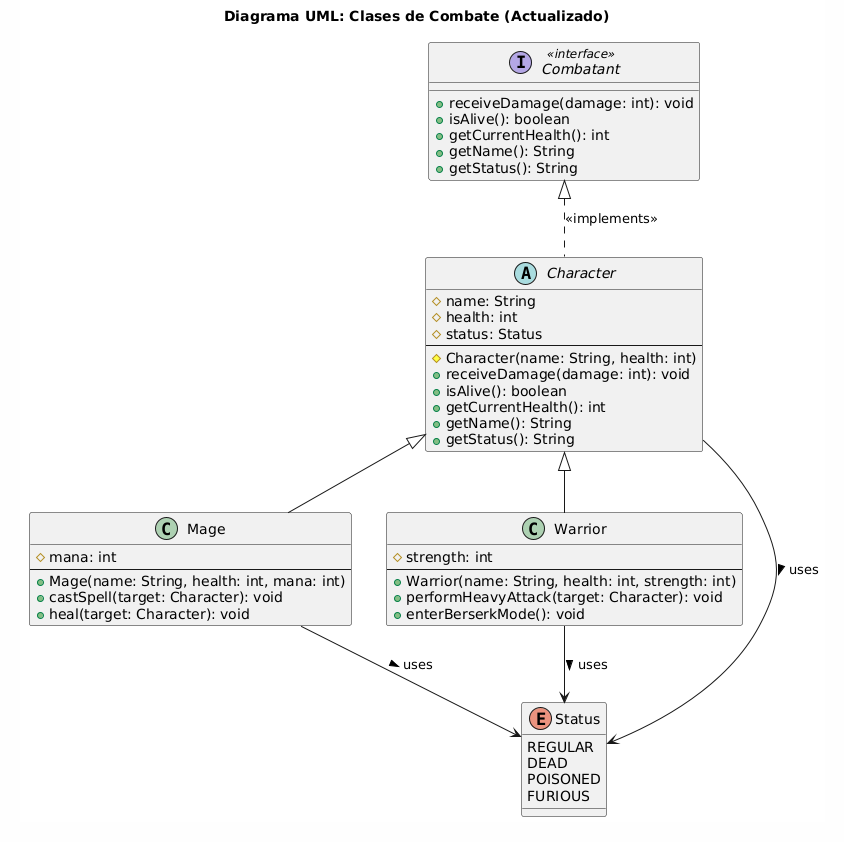 Diagrama UML: Clases de Combate (Actualizado)
I
«interface»
Combatant
receiveDamage(damage: int): void
isAlive(): boolean
getCurrentHealth(): int
getName(): String
getStatus(): String
«implements»
A Character
name: String
health: int
status: Status
Character(name: String, health: int)
receiveDamage(damage: int): void
isAlive(): boolean
getCurrentHealth(): int
getName(): String
getStatus(): String
C Mage
mana: int
Mage(name: String, health: int, mana: int)
castSpell(target: Character): void
heal(target: Character): void
C Warrior
strength: int
Warrior(name: String, health: int, strength: int)
performHeavyAttack(target: Character): void
enterBerserkMode(): void
uses
uses
uses
E Status
REGULAR
DEAD
POISONED
FURIOUS